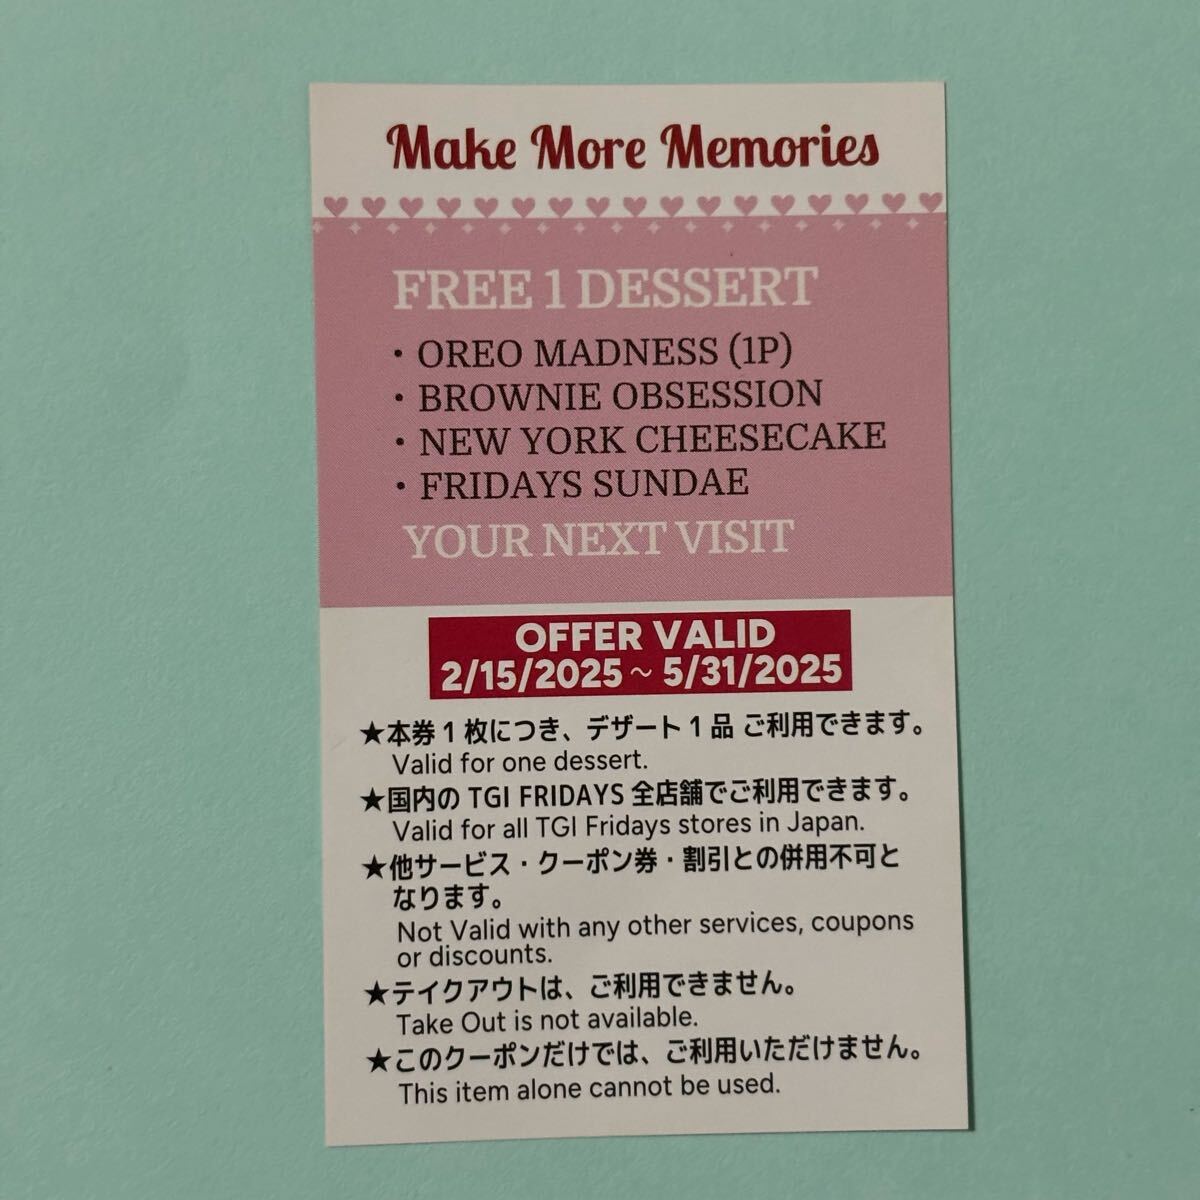 Make More Memories
FREE 1 DESSERT
・OREO MADNESS (1P)
・BROWNIE OBSESSION
・NEW YORK CHEESECAKE
・FRIDAYS SUNDAE
YOUR NEXT VISIT
OFFER VALID
2/15/2025 ~ 5/31/2025
★本券1枚につき、デザート1品 ご利用できます。
Valid for one dessert.
★国内の TGI FRIDAYS 全店舗でご利用できます。
Valid for all TGI Fridays stores in Japan.
★他サービス・クーポン券・割引との併用不可と
なります。
Not Valid with any other services, coupons
or discounts.
★テイクアウトは、ご利用できません。
Take Out is not available.
★このクーポンだけでは、ご利用いただけません。
This item alone cannot be used.